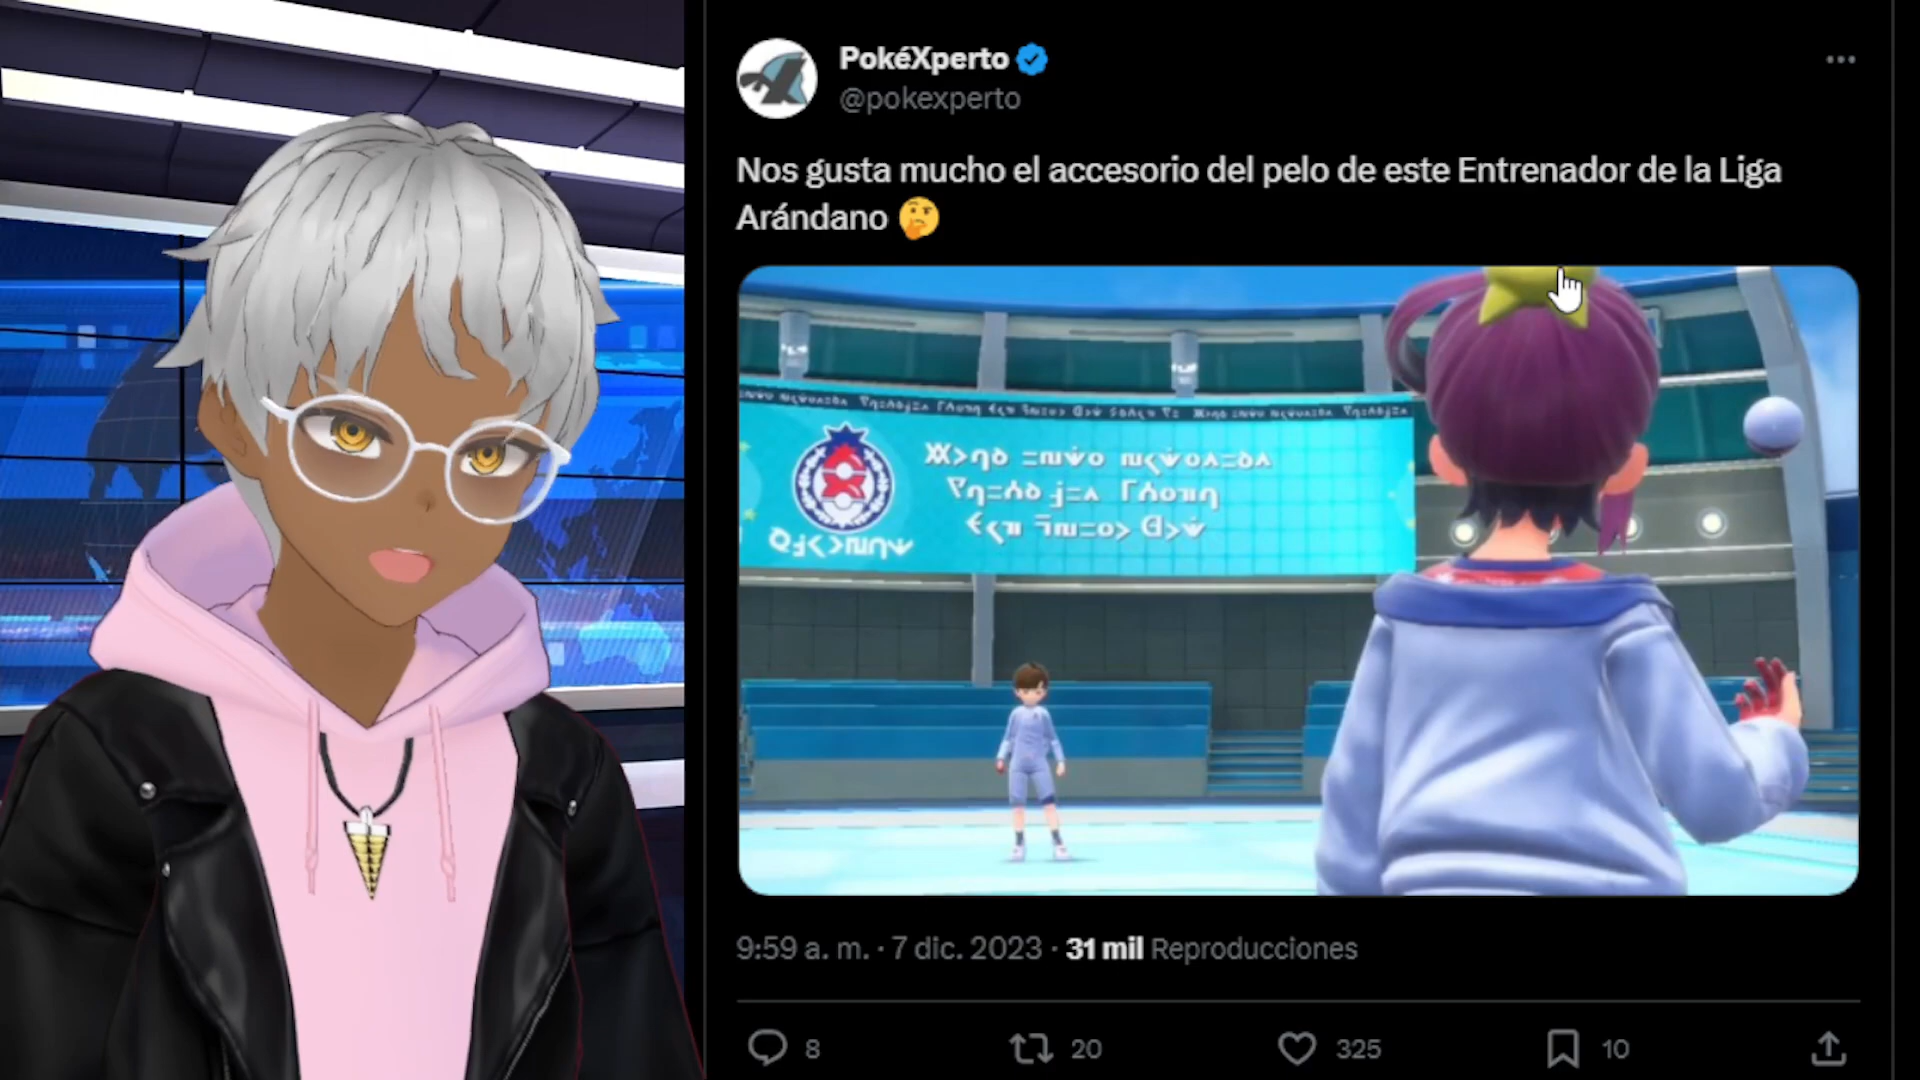 PokéXperto
@pokexperto
Nos gusta mucho el accesorio del pelo de este Entrenador de la Liga
Arándano 🤔
9:59 a. m. · 7 dic. 2023 · 31 mil Reproducciones
8 20 325 10